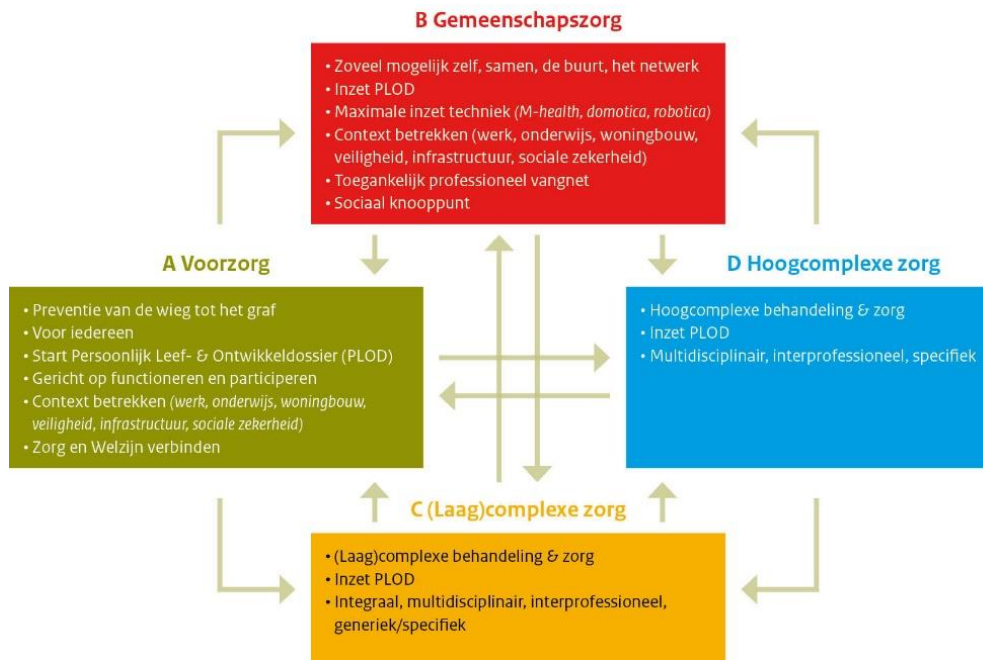 B Gemeenschapszorg
• Zoveel mogelijk zelf, samen, de buurt, het netwerk
• Inzet PLOD
• Maximale inzet techniek (M-health, domotica, robotica)
• Context betrekken (werk, onderwijs, woningbouw,
veiligheid, infrastructuur, sociale zekerheid)
• Toegankelijk professioneel vangnet
• Sociaal knooppunt
A Voorzorg
• Preventie van de wieg tot het graf
• Voor iedereen
• Start Persoonlijk Leef- & Ontwikkeldossier (PLOD)
• Gericht op functioneren en participeren
• Context betrekken (werk, onderwijs, woningbouw,
veiligheid, infrastructuur, sociale zekerheid)
• Zorg en Welzijn verbinden
D Hoogcomplexe zorg
• Hoogcomplexe behandeling & zorg
• Inzet PLOD
• Multidisciplinair, interprofessioneel, specifiek
C (Laag)complexe zorg
• (Laag)complexe behandeling & zorg
• Inzet PLOD
• Integraal, multidisciplinair, interprofessioneel,
generiek/specifiek